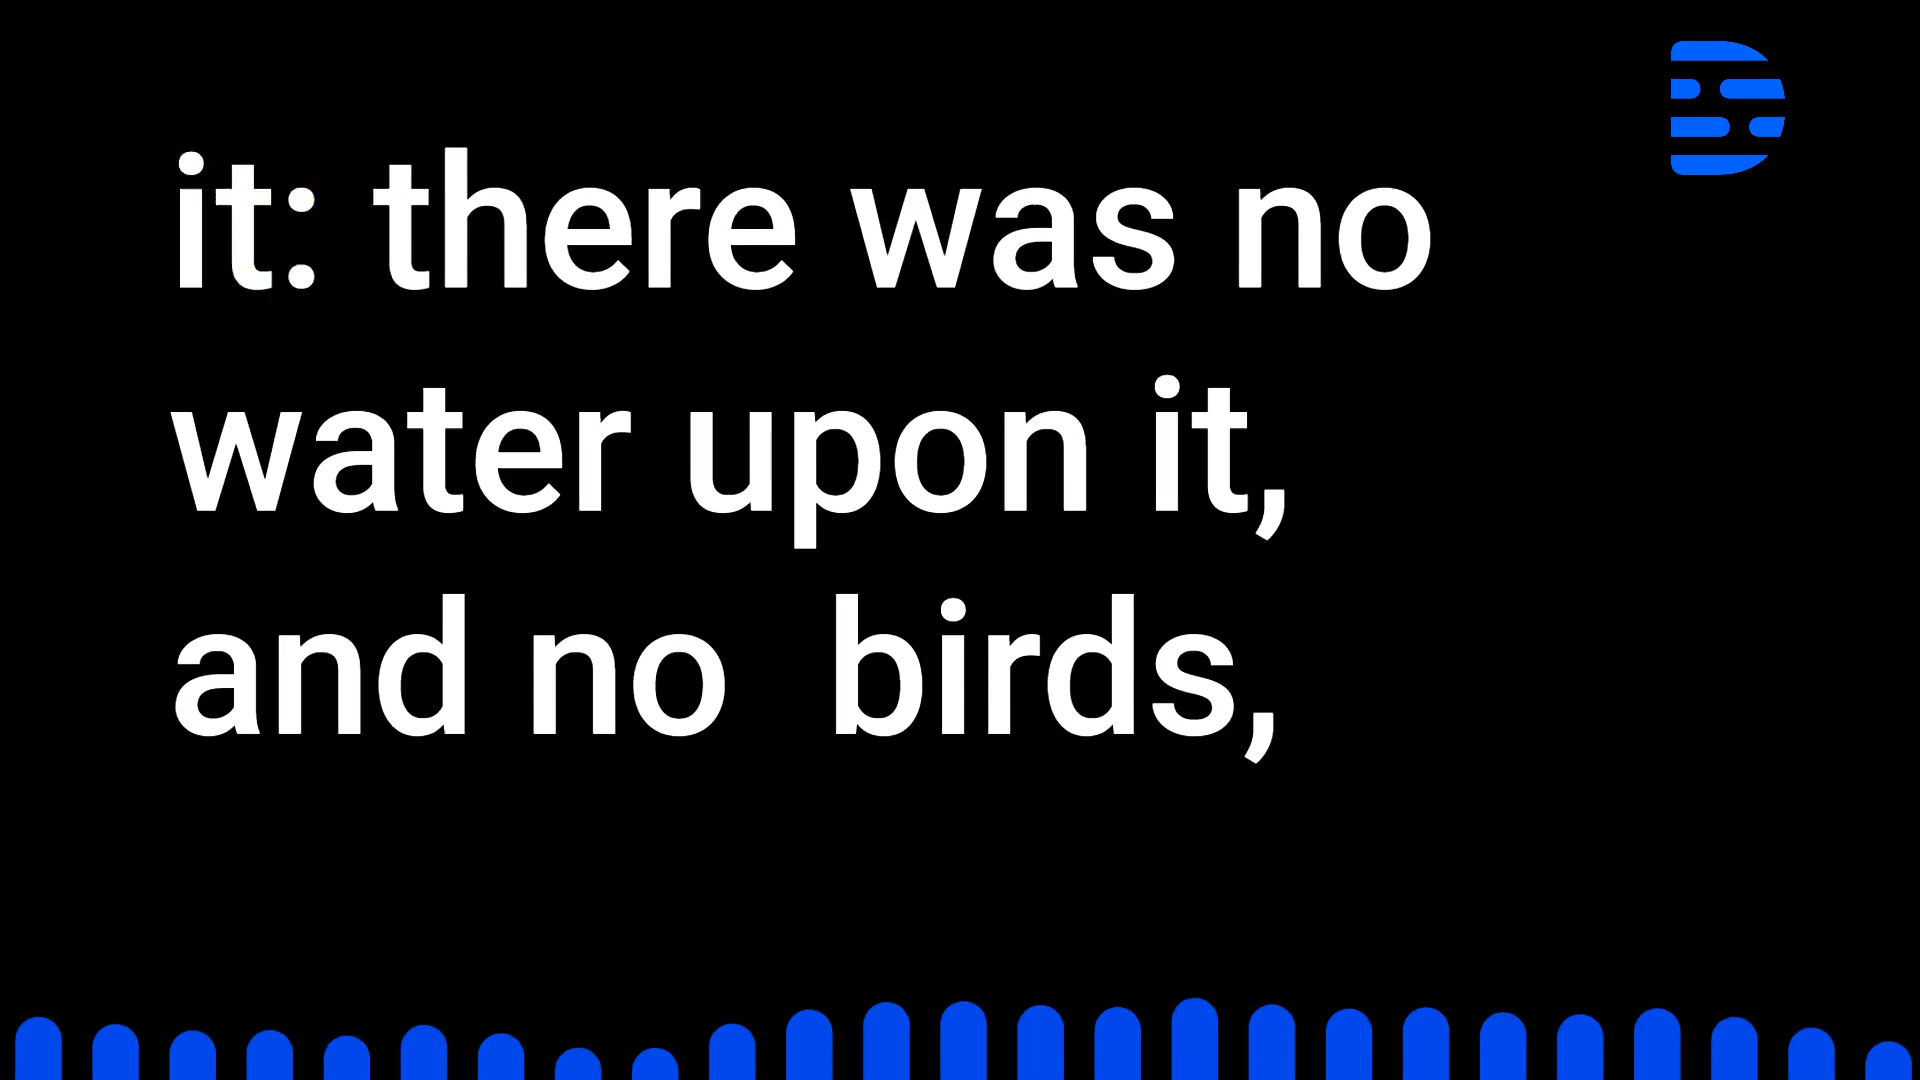 it: there was no
water upon it,
and no  birds,